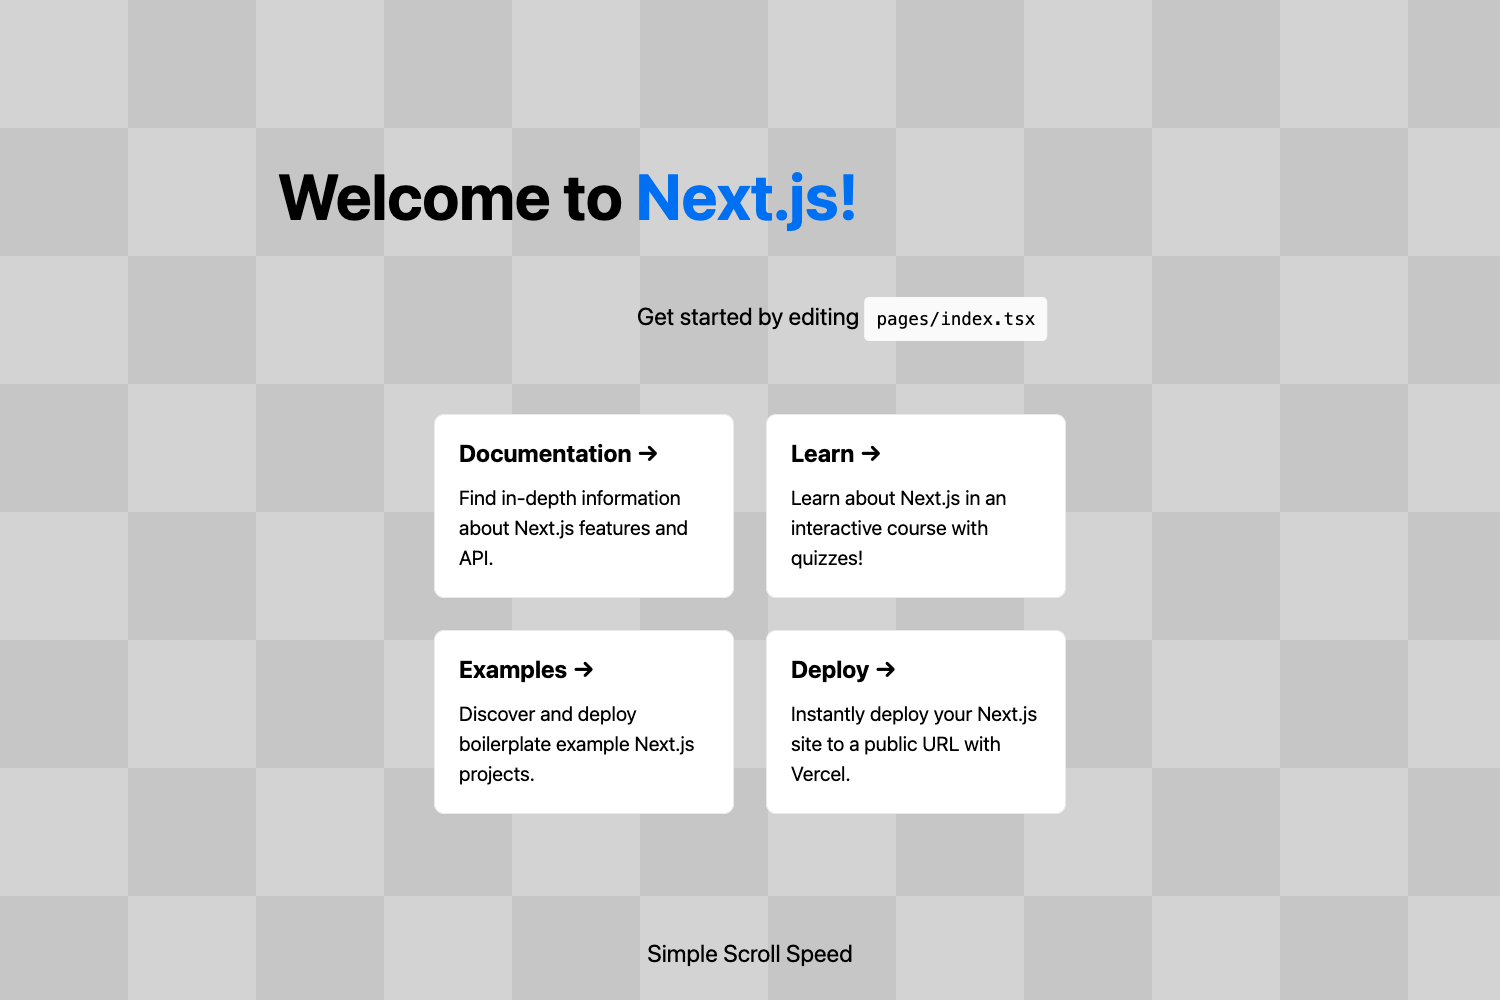 Welcome to Next.js!
Get started by editing pages/index.tsx
Documentation →
Find in-depth information
about Next.js features and
API.
Learn →
Learn about Next.js in an
interactive course with
quizzes!
Examples →
Discover and deploy
boilerplate example Next.js
projects.
Deploy →
Instantly deploy your Next.js
site to a public URL with
Vercel.
Simple Scroll Speed